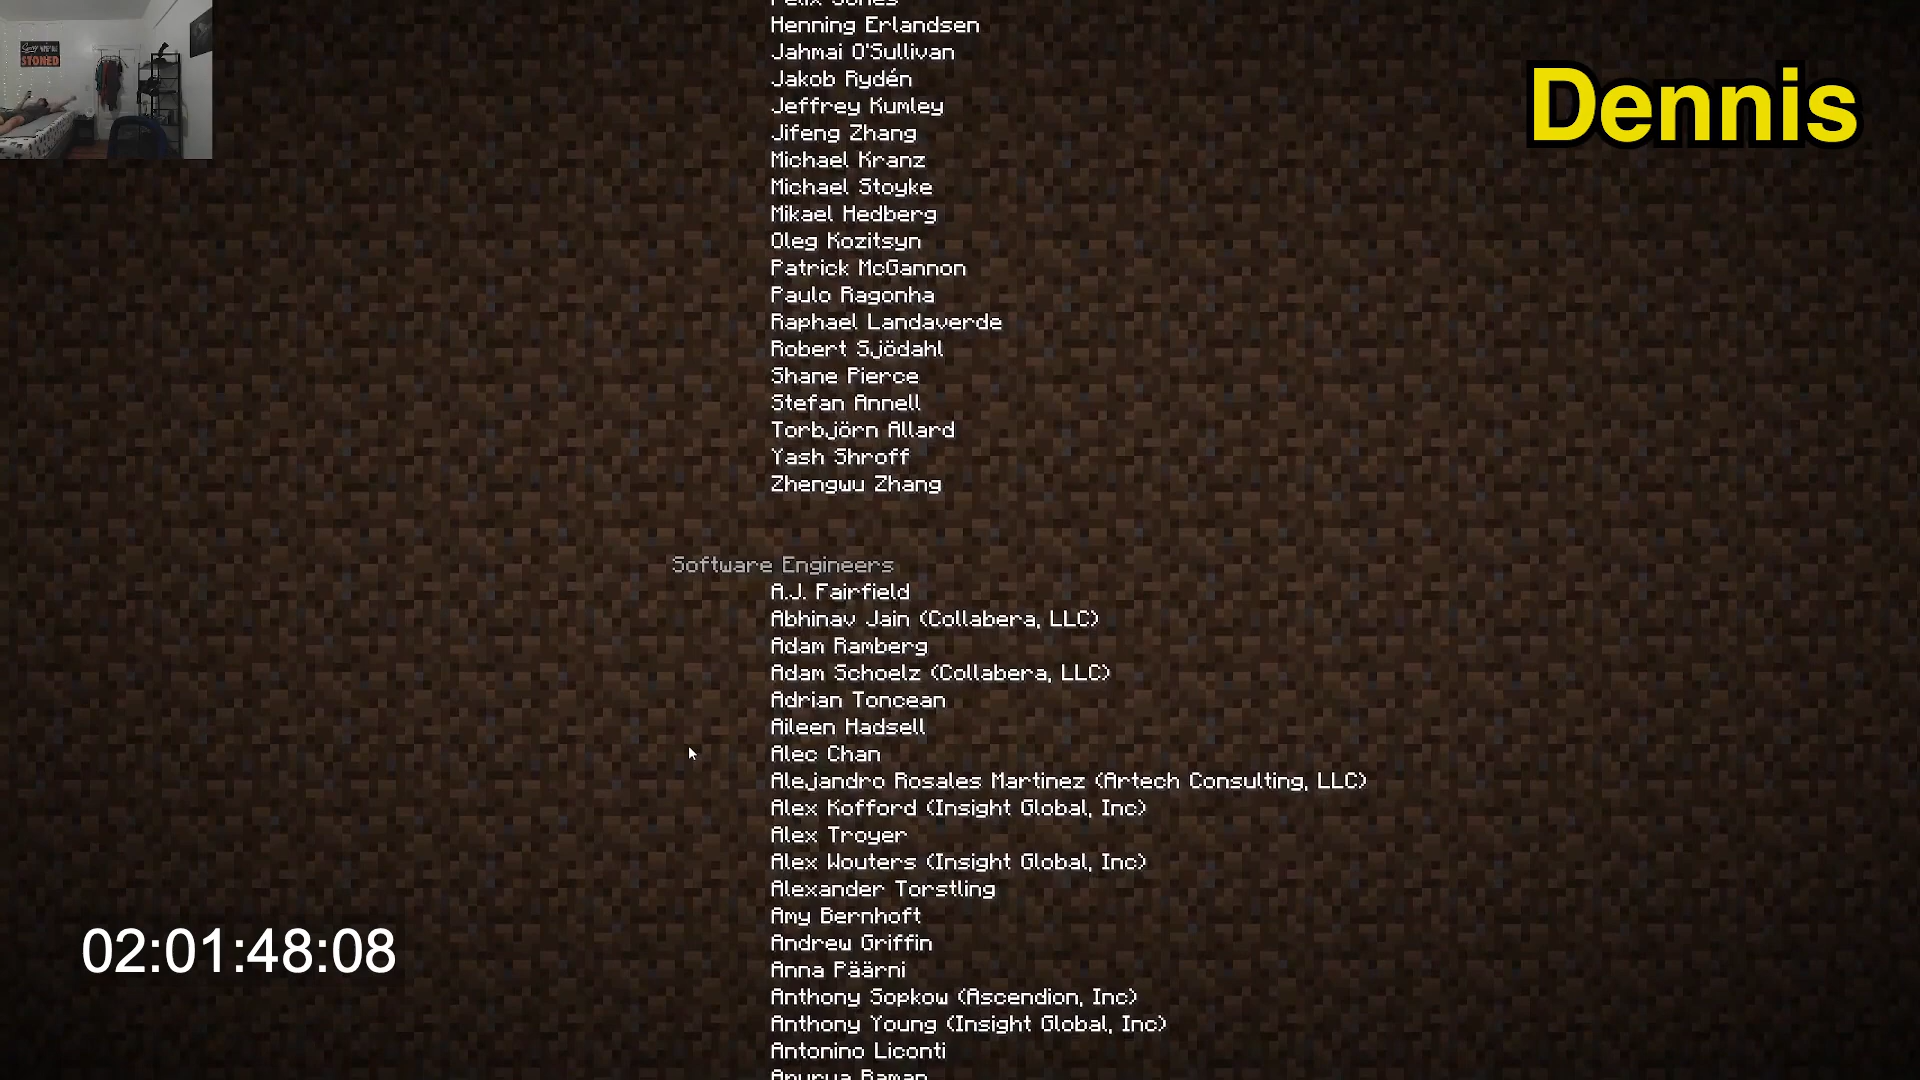 Felix Jones
Henning Erlandsen
Jahmai O'Sullivan
Jakob Rydén
Jeffrey Kumley
Jifeng Zhang
Michael Kranz
Michael Stoyke
Mikael Hedberg
Oleg Kozitsyn
Patrick McGannon
Paulo Ragonha
Raphael Landaverde
Robert Sjödahl
Shane Pierce
Stefan Annell
Torbjörn Allard
Yash Shroff
Zhengwu Zhang
Software Engineers
A.J. Fairfield
Abhinav Jain (Collabera, LLC)
Adam Ramberg
Adam Schoelz (Collabera, LLC)
Adrian Toncean
Aileen Hadsell
Alec Chan
Alejandro Rosales Martinez (Artech Consulting, LLC)
Alex Kofford (Insight Global, Inc)
Alex Troyer
Alex Wouters (Insight Global, Inc)
Alexander Torstling
Amy Bernhoft
Andrew Griffin
Anna Päärni
Anthony Sopkow (Ascendion, Inc)
Anthony Young (Insight Global, Inc)
Antonino Liconti
Dennis
02:01:48:08
STONED